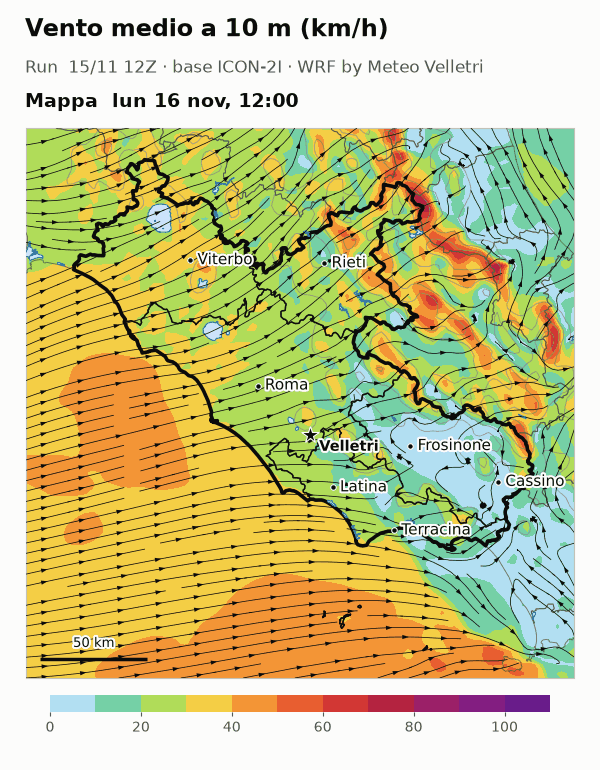 Vento medio a 10 m (km/h)
Run  15/11 12Z · base ICON-2I · WRF by Meteo Velletri
Mappa  lun 16 nov, 12:00
Viterbo
Rieti
Roma
Velletri
Frosinone
Latina
Cassino
Terracina
50 km
0 20 40 60 80 100